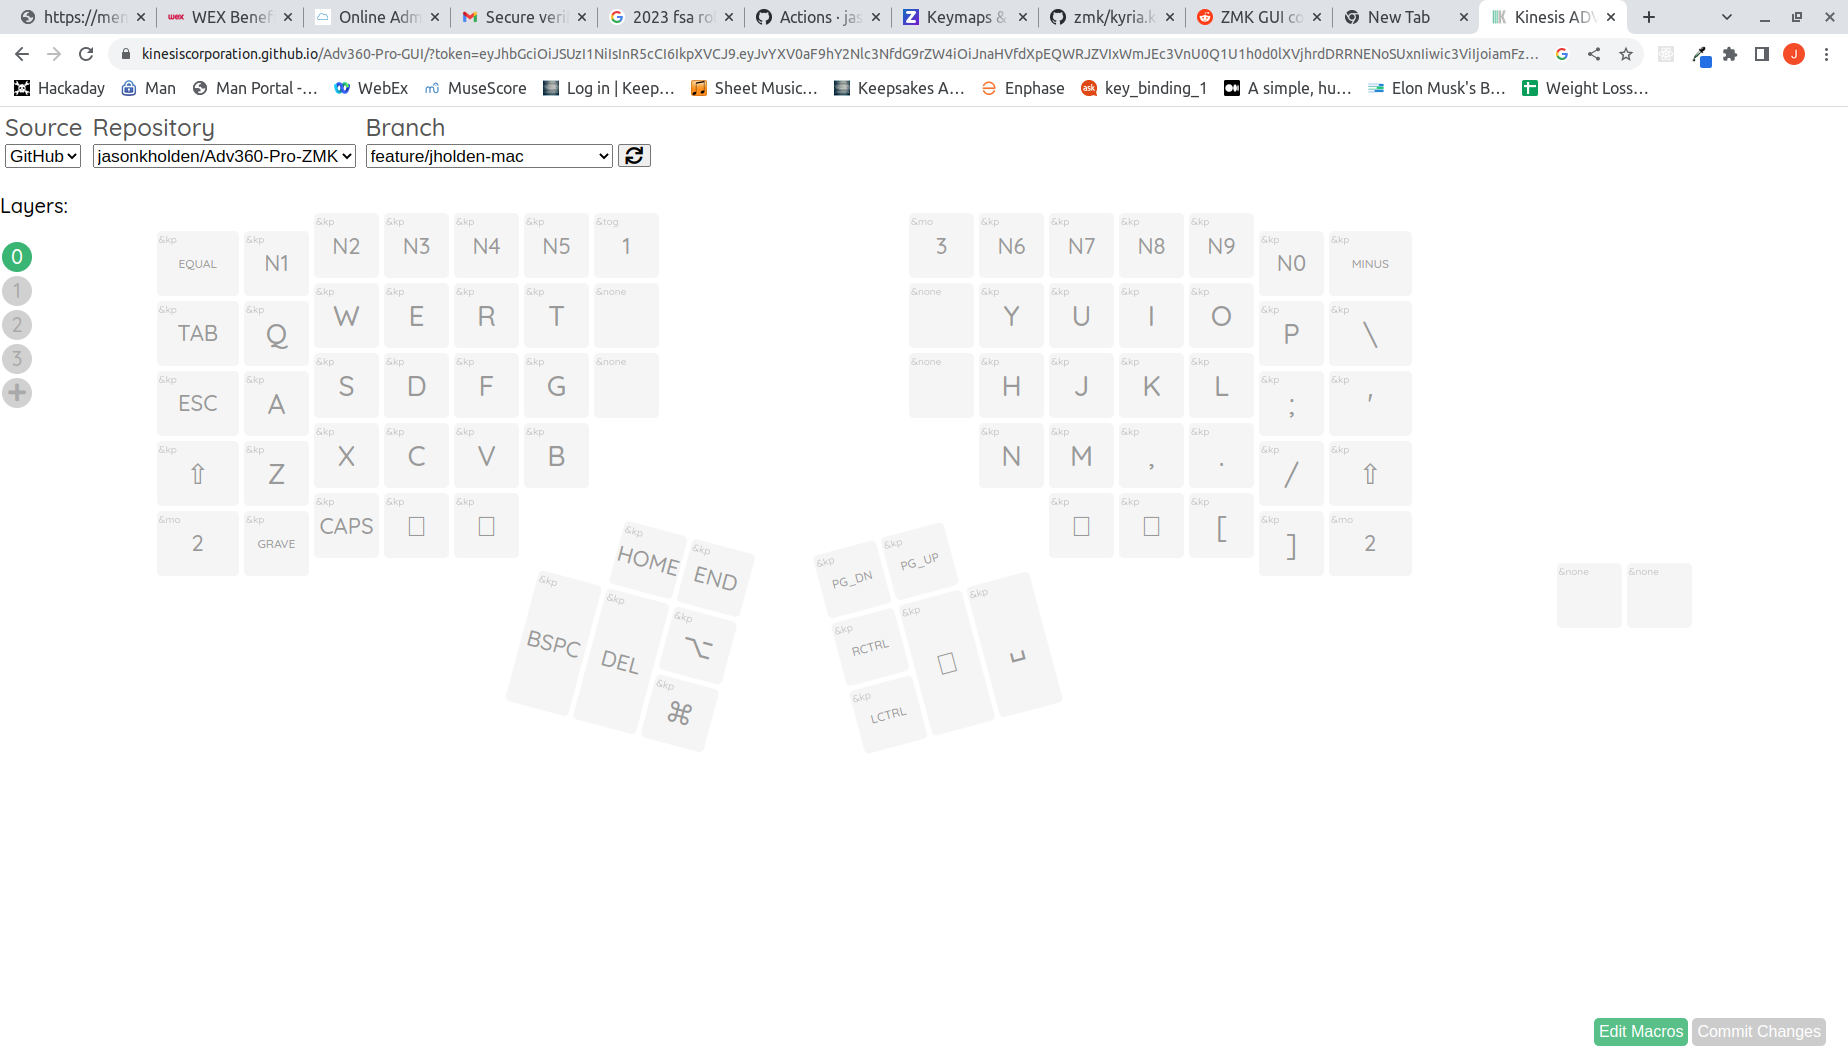 https://men
WEX Benef
Online Adm
Secure veri
2023 fsa rol
Actions · jas
Keymaps &
zmk/kyria.k
ZMK GUI co
New Tab
Kinesis ADV
kinesiscorporation.github.io/Adv360-Pro-GUI/?token=eyJhbGciOiJSUzI1NiIsInR5cCI6IkpXVCJ9.eyJvYXV0aF9hY2Nlc3NfdG9rZW4iOiJnaHVfdXpEQWRJZVIxWmJEc3VnU0Q1U1h0d0lXVjhrdDRRNENoSUxnIiwic3ViIjoiamFz...
J
Hackaday
Man
Man Portal -...
WebEx
MuseScore
Log in | Keep...
Sheet Music...
Keepsakes A...
Enphase
key_binding_1
A simple, hu...
Elon Musk's B...
Weight Loss...
Source Repository Branch
GitHub jasonkholden/Adv360-Pro-ZMK feature/jholden-mac
Layers:
0
1
2
3
&kp EQUAL
&kp N1
&kp N2
&kp N3
&kp N4
&kp N5
&tog 1
&mo 3
&kp N6
&kp N7
&kp N8
&kp N9
&kp N0
&kp MINUS
&kp TAB
&kp Q
&kp W
&kp E
&kp R
&kp T
&none
&none
&kp Y
&kp U
&kp I
&kp O
&kp P
&kp \
&kp ESC
&kp A
&kp S
&kp D
&kp F
&kp G
&none
&none
&kp H
&kp J
&kp K
&kp L
&kp ;
&kp '
&kp ⇧
&kp Z
&kp X
&kp C
&kp V
&kp B
&kp N
&kp M
&kp ,
&kp .
&kp /
&kp ⇧
&mo 2
&kp GRAVE
&kp CAPS
&kp
&kp
&kp
&kp
&kp [
&kp ]
&mo 2
&kp HOME
&kp END
&kp PG_DN
&kp PG_UP
&none
&none
&kp BSPC
&kp DEL
&kp ⌥
&kp RCTRL
&kp
&kp ␣
&kp ⌘
&kp LCTRL
Edit Macros
Commit Changes